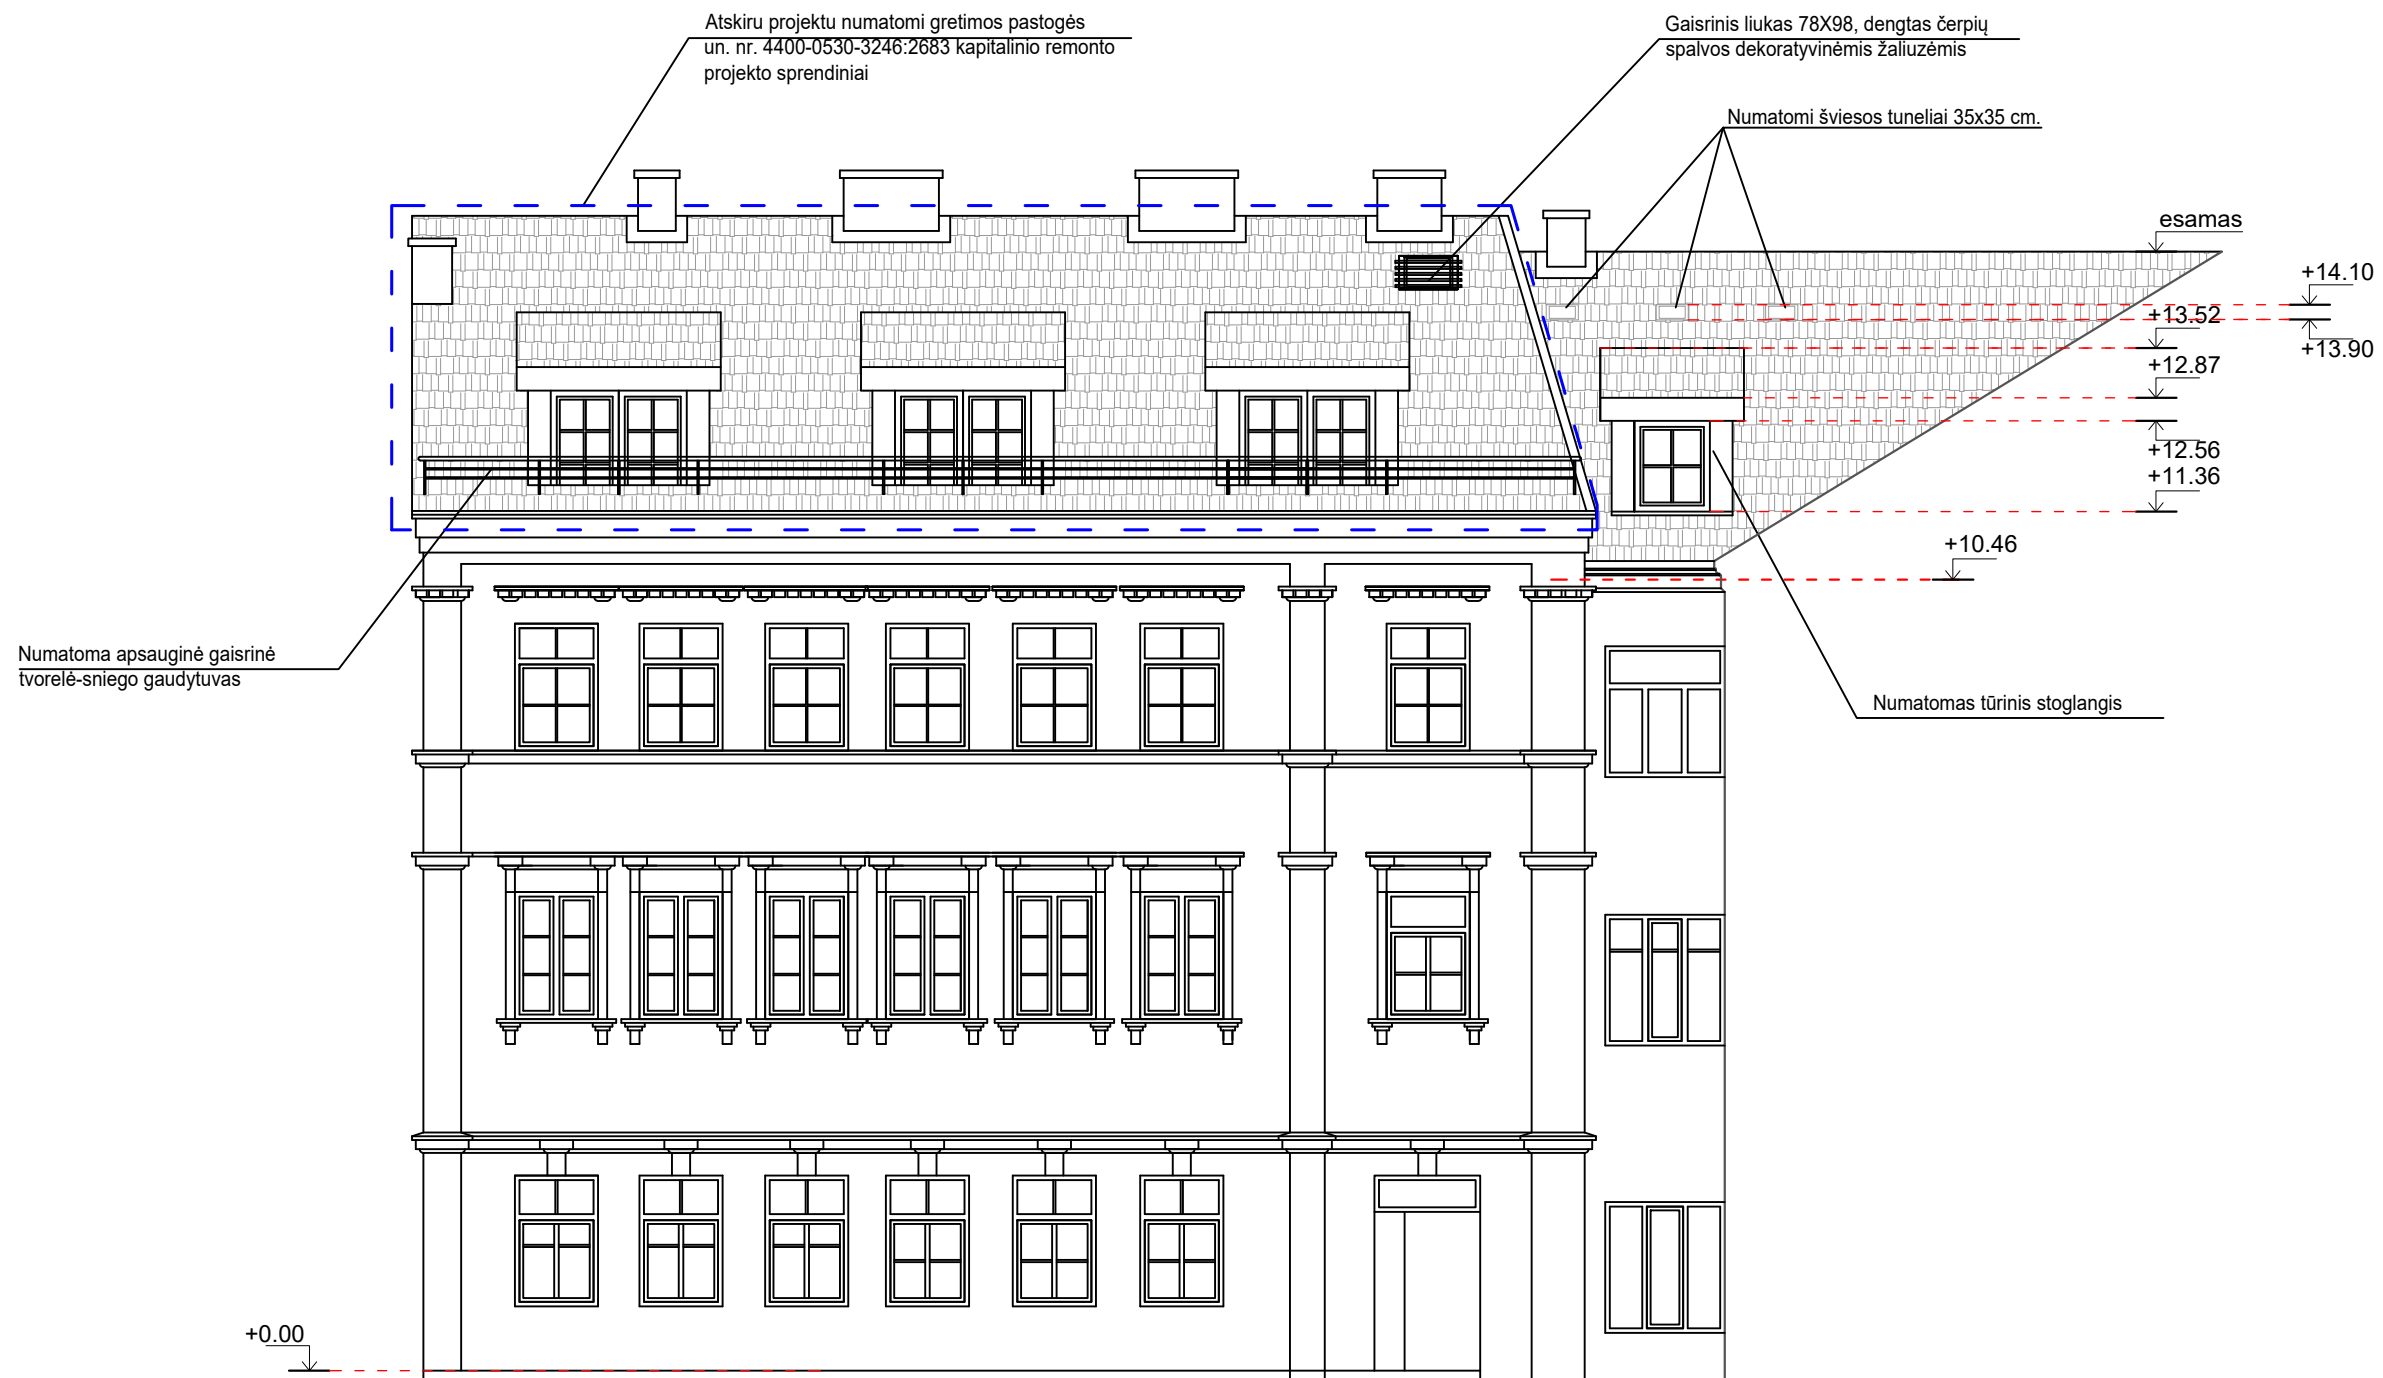 Atskiru projektu numatomi gretimos pastogės
un. nr. 4400-0530-3246:2683 kapitalinio remonto
projekto sprendiniai
Gaisrinis liukas 78X98, dengtas čerpių
spalvos dekoratyvinėmis žaliuzėmis
Numatomi šviesos tuneliai 35x35 cm.
esamas
+14.10
+13.52
+13.90
+12.87
+12.56
+11.36
+10.46
Numatoma apsauginė gaisrinė
tvorelė-sniego gaudytuvas
Numatomas tūrinis stoglangis
+0.00